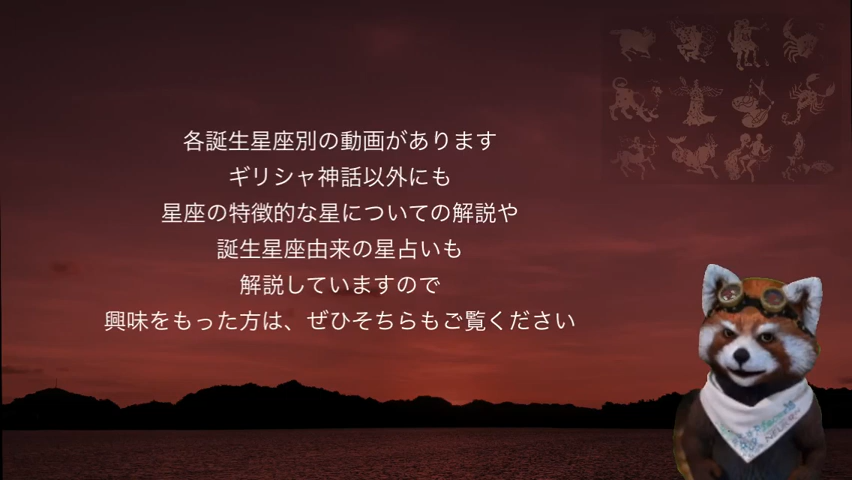 各誕生星座別の動画があります
ギリシャ神話以外にも
星座の特徴的な星についての解説や
誕生星座由来の星占いも
解説していますので
興味をもった方は、ぜひそちらもご覧ください